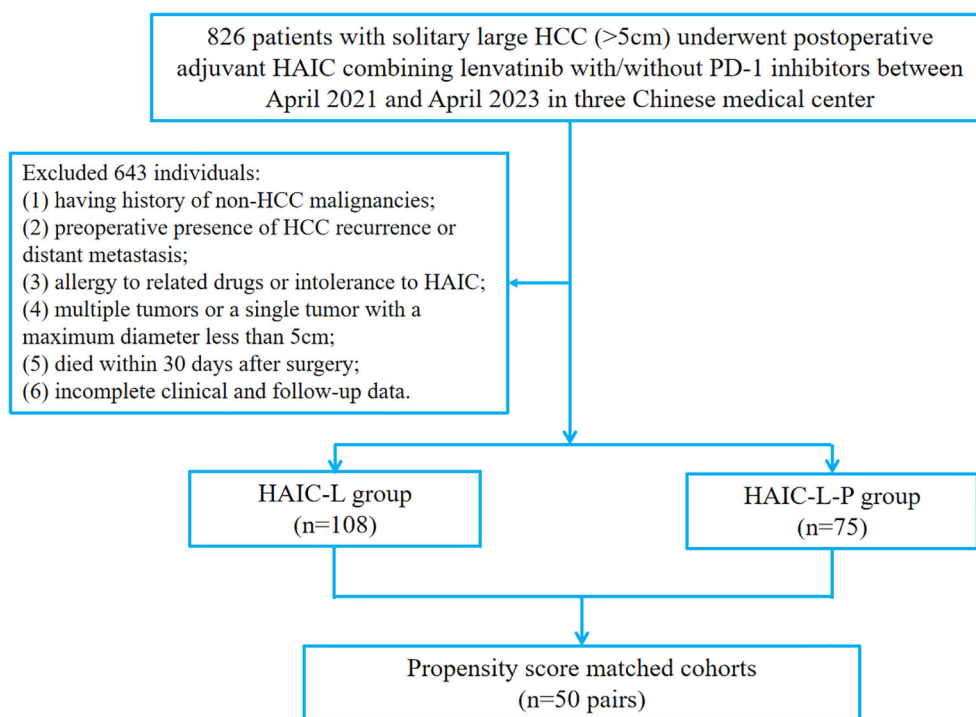 826 patients with solitary large HCC (>5cm) underwent postoperative
adjuvant HAIC combining lenvatinib with/without PD-1 inhibitors between
April 2021 and April 2023 in three Chinese medical center
Excluded 643 individuals:
(1) having history of non-HCC malignancies;
(2) preoperative presence of HCC recurrence or
distant metastasis;
(3) allergy to related drugs or intolerance to HAIC;
(4) multiple tumors or a single tumor with a
maximum diameter less than 5cm;
(5) died within 30 days after surgery;
(6) incomplete clinical and follow-up data.
HAIC-L group
(n=108)
HAIC-L-P group
(n=75)
Propensity score matched cohorts
(n=50 pairs)